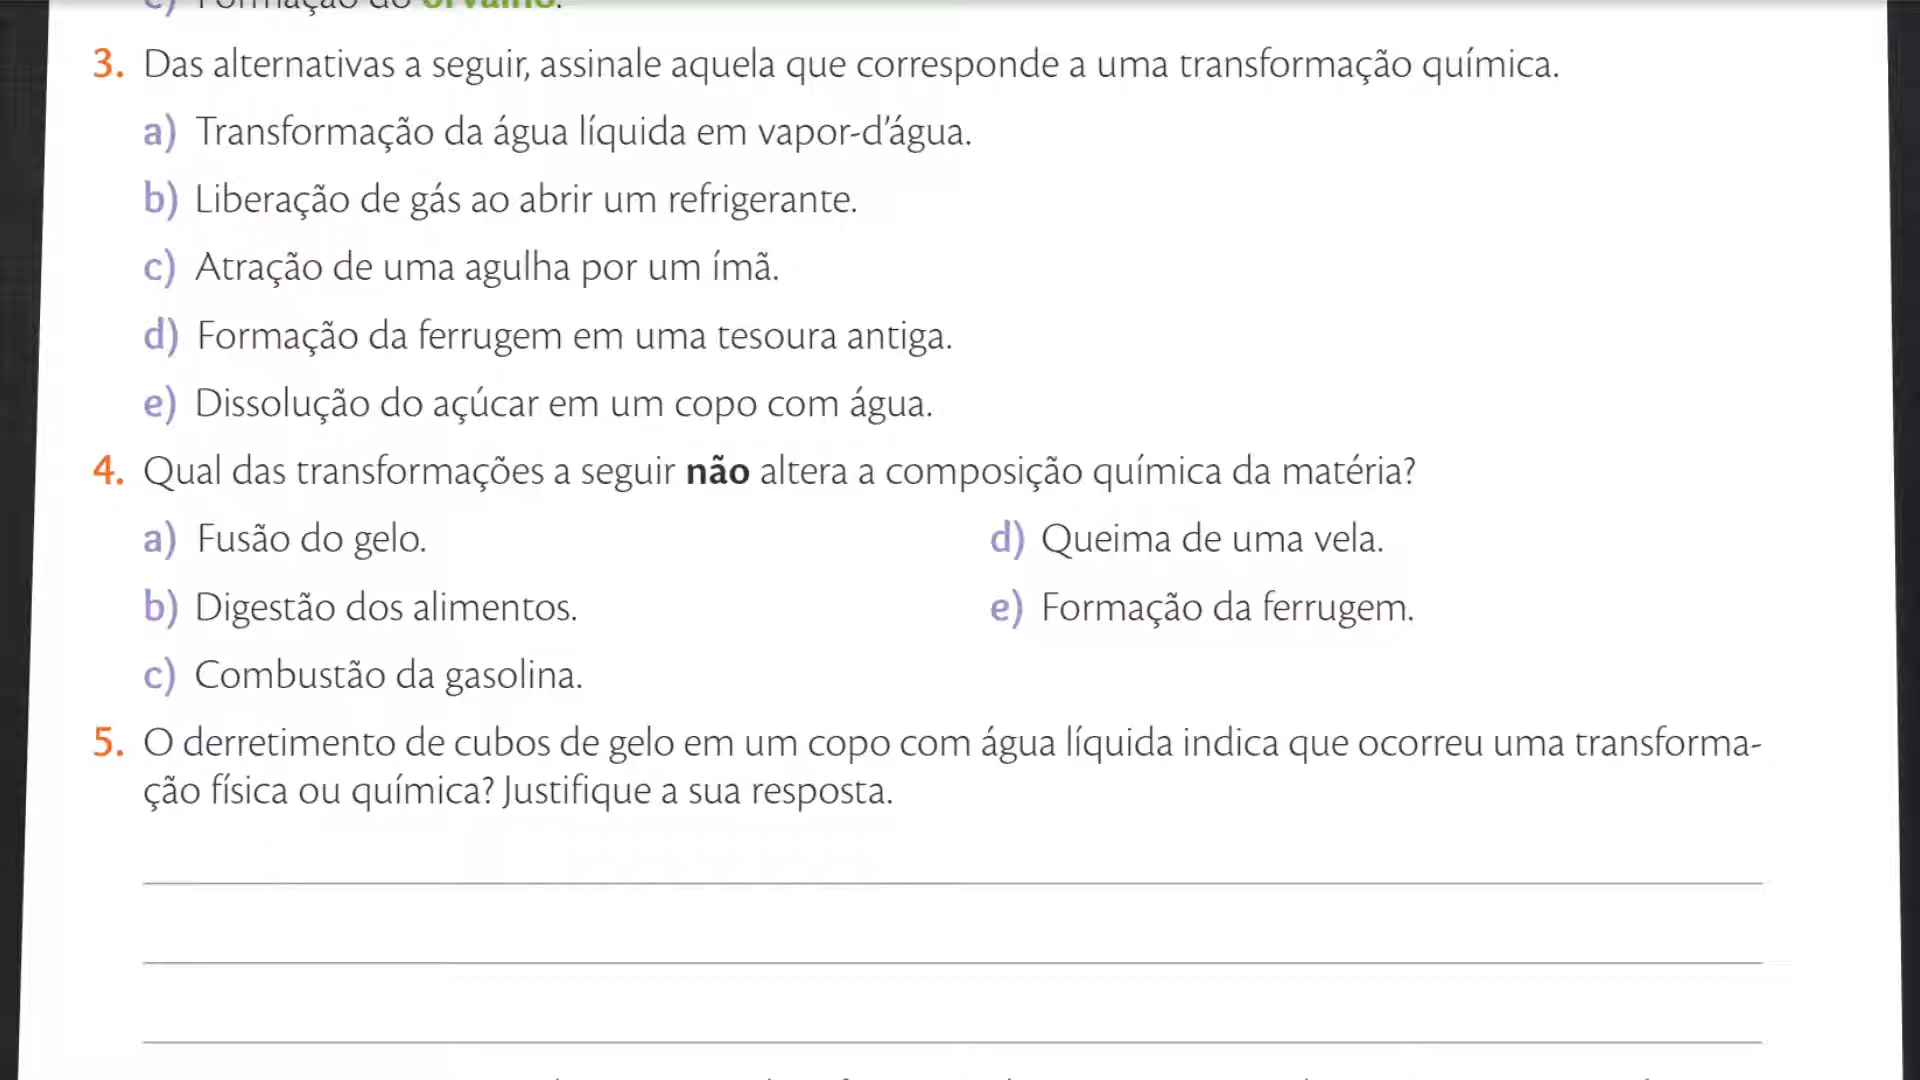 e) Formação do orvalho.
3. Das alternativas a seguir, assinale aquela que corresponde a uma transformação química.
a) Transformação da água líquida em vapor-d'água.
b) Liberação de gás ao abrir um refrigerante.
c) Atração de uma agulha por um ímã.
d) Formação da ferrugem em uma tesoura antiga.
e) Dissolução do açúcar em um copo com água.
4. Qual das transformações a seguir não altera a composição química da matéria?
a) Fusão do gelo.
b) Digestão dos alimentos.
c) Combustão da gasolina.
d) Queima de uma vela.
e) Formação da ferrugem.
5. O derretimento de cubos de gelo em um copo com água líquida indica que ocorreu uma transforma-
ção física ou química? Justifique a sua resposta.